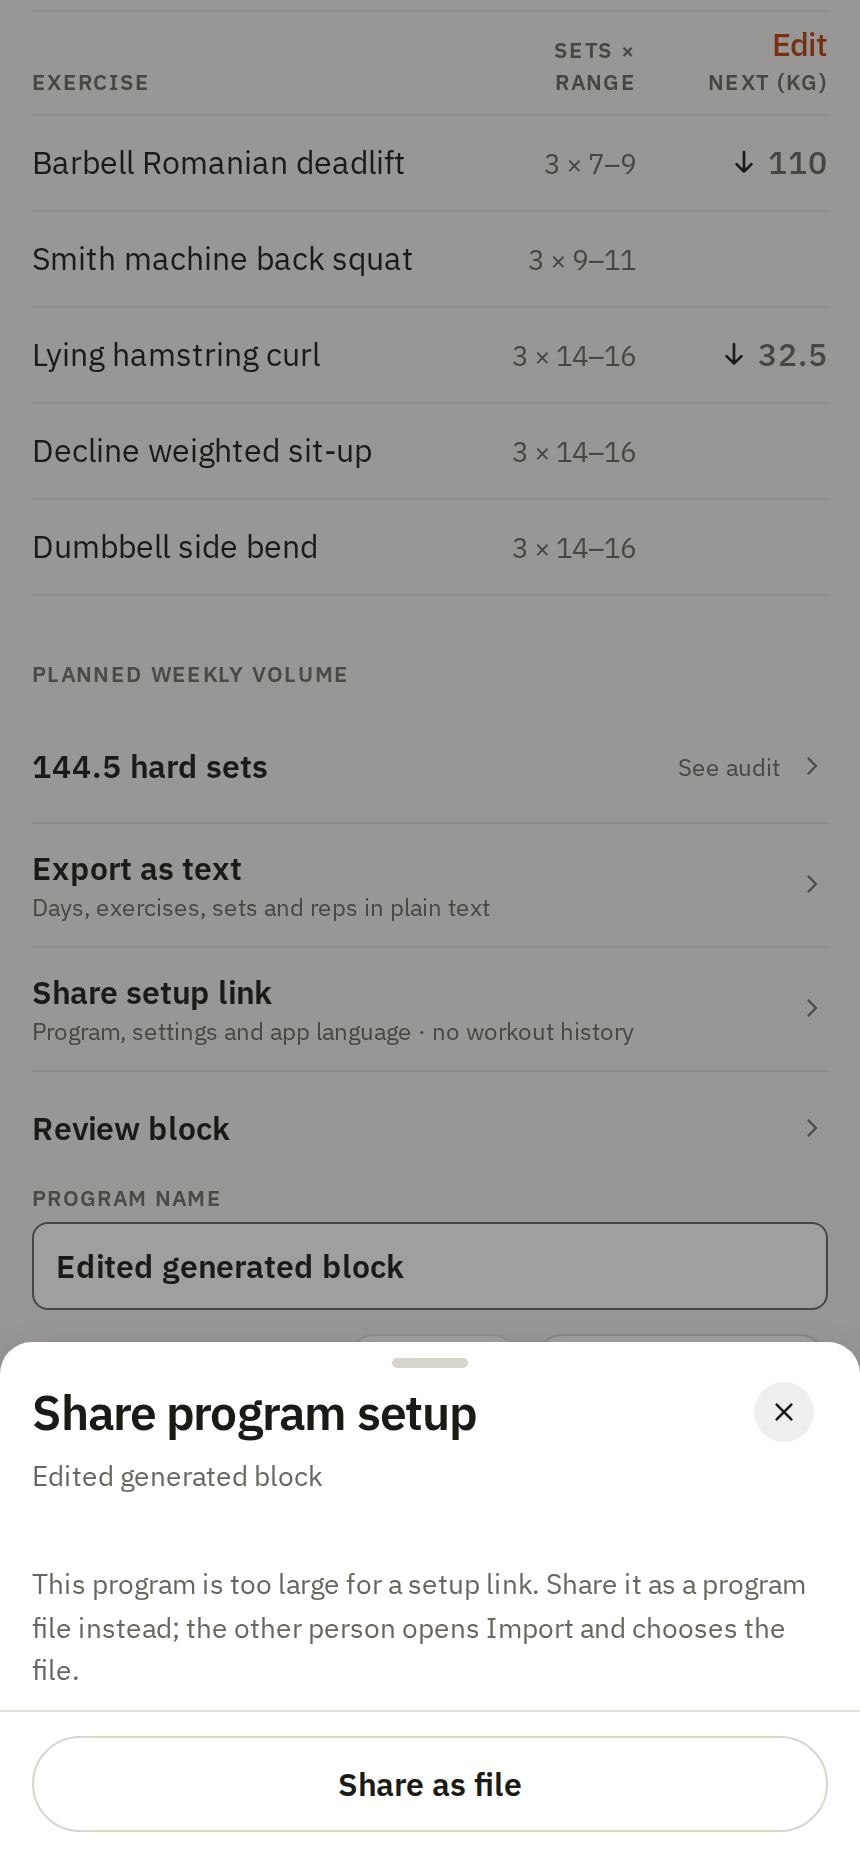 Edit
EXERCISE SETS × RANGE NEXT (KG)
Barbell Romanian deadlift 3 × 7–9 ↓ 110
Smith machine back squat 3 × 9–11
Lying hamstring curl 3 × 14–16 ↓ 32.5
Decline weighted sit-up 3 × 14–16
Dumbbell side bend 3 × 14–16
PLANNED WEEKLY VOLUME
144.5 hard sets See audit
Export as text
Days, exercises, sets and reps in plain text
Share setup link
Program, settings and app language · no workout history
Review block
PROGRAM NAME
Edited generated block
Share program setup
Edited generated block
This program is too large for a setup link. Share it as a program
file instead; the other person opens Import and chooses the
file.
Share as file